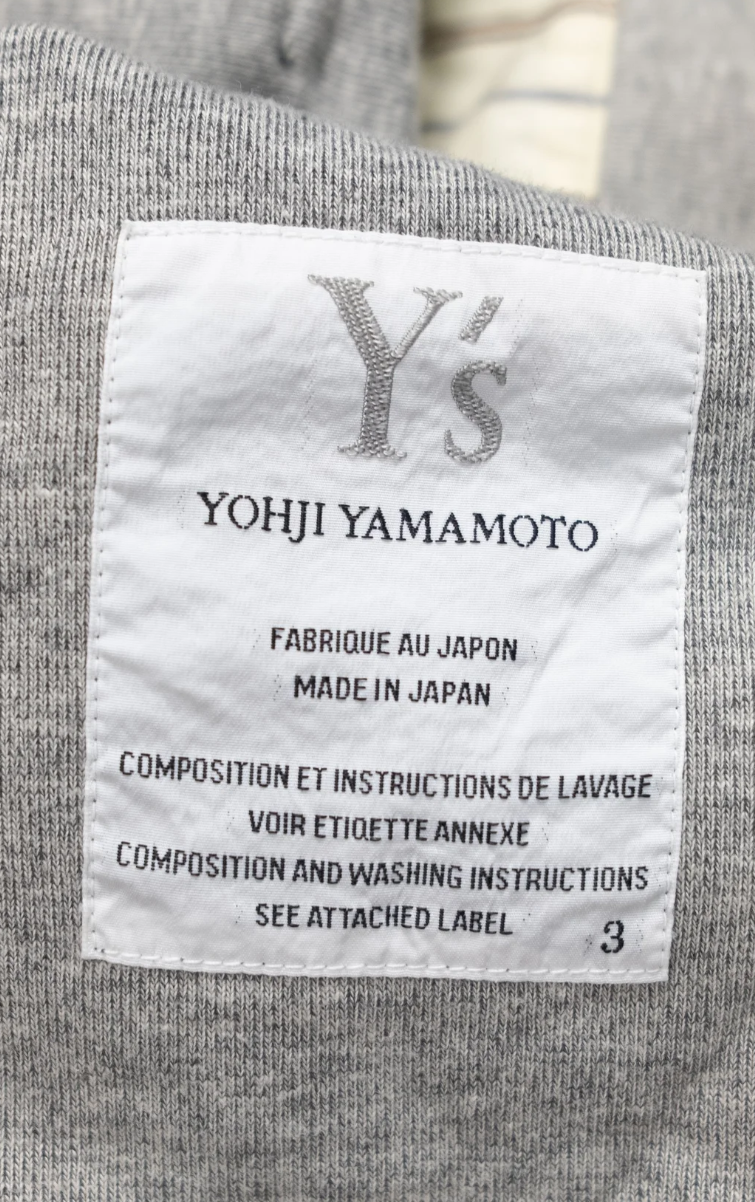 Y's
YOHJI YAMAMOTO
FABRIQUE AU JAPON
MADE IN JAPAN
COMPOSITION ET INSTRUCTIONS DE LAVAGE
VOIR ETIQETTE ANNEXE
COMPOSITION AND WASHING INSTRUCTIONS
SEE ATTACHED LABEL
3